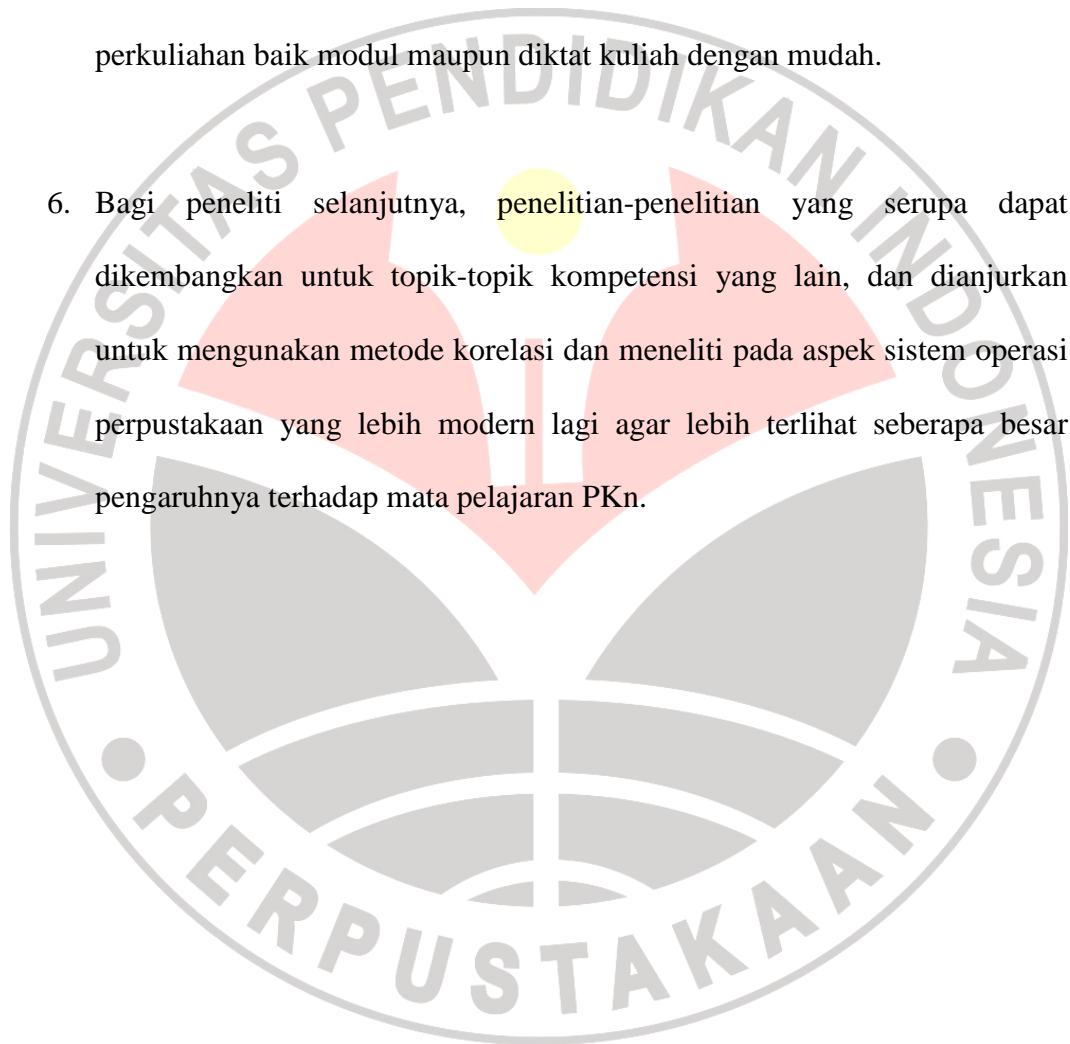 perkuliahan baik modul maupun diktat kuliah dengan mudah.
6. Bagi peneliti selanjutnya, penelitian-penelitian yang serupa dapat
dikembangkan untuk topik-topik kompetensi yang lain, dan dianjurkan
untuk mengunakan metode korelasi dan meneliti pada aspek sistem operasi
perpustakaan yang lebih modern lagi agar lebih terlihat seberapa besar
pengaruhnya terhadap mata pelajaran PKn.
UNIVERSITAS PENDIDIKAN INDONESIA
PERPUSTAKAAN